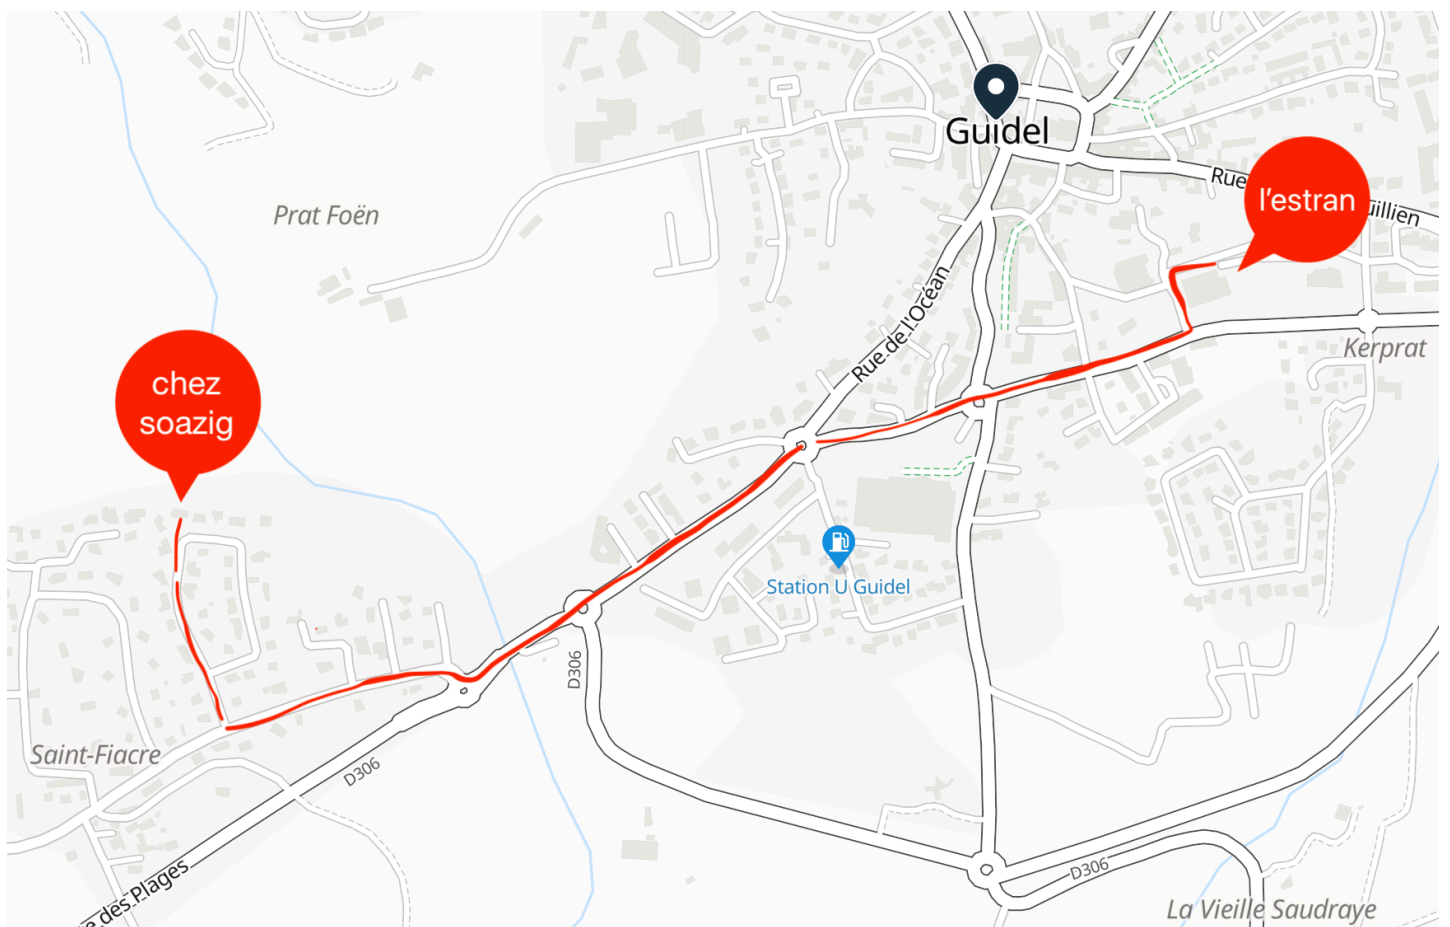 Guidel
Rue
uillien
l'estran
Prat Foën
Rue de l'Océan
Kerprat
chez
soazig
Station U Guidel
D306
Saint-Fiacre
D306
e des Plages
D306
La Vieille Saudraye